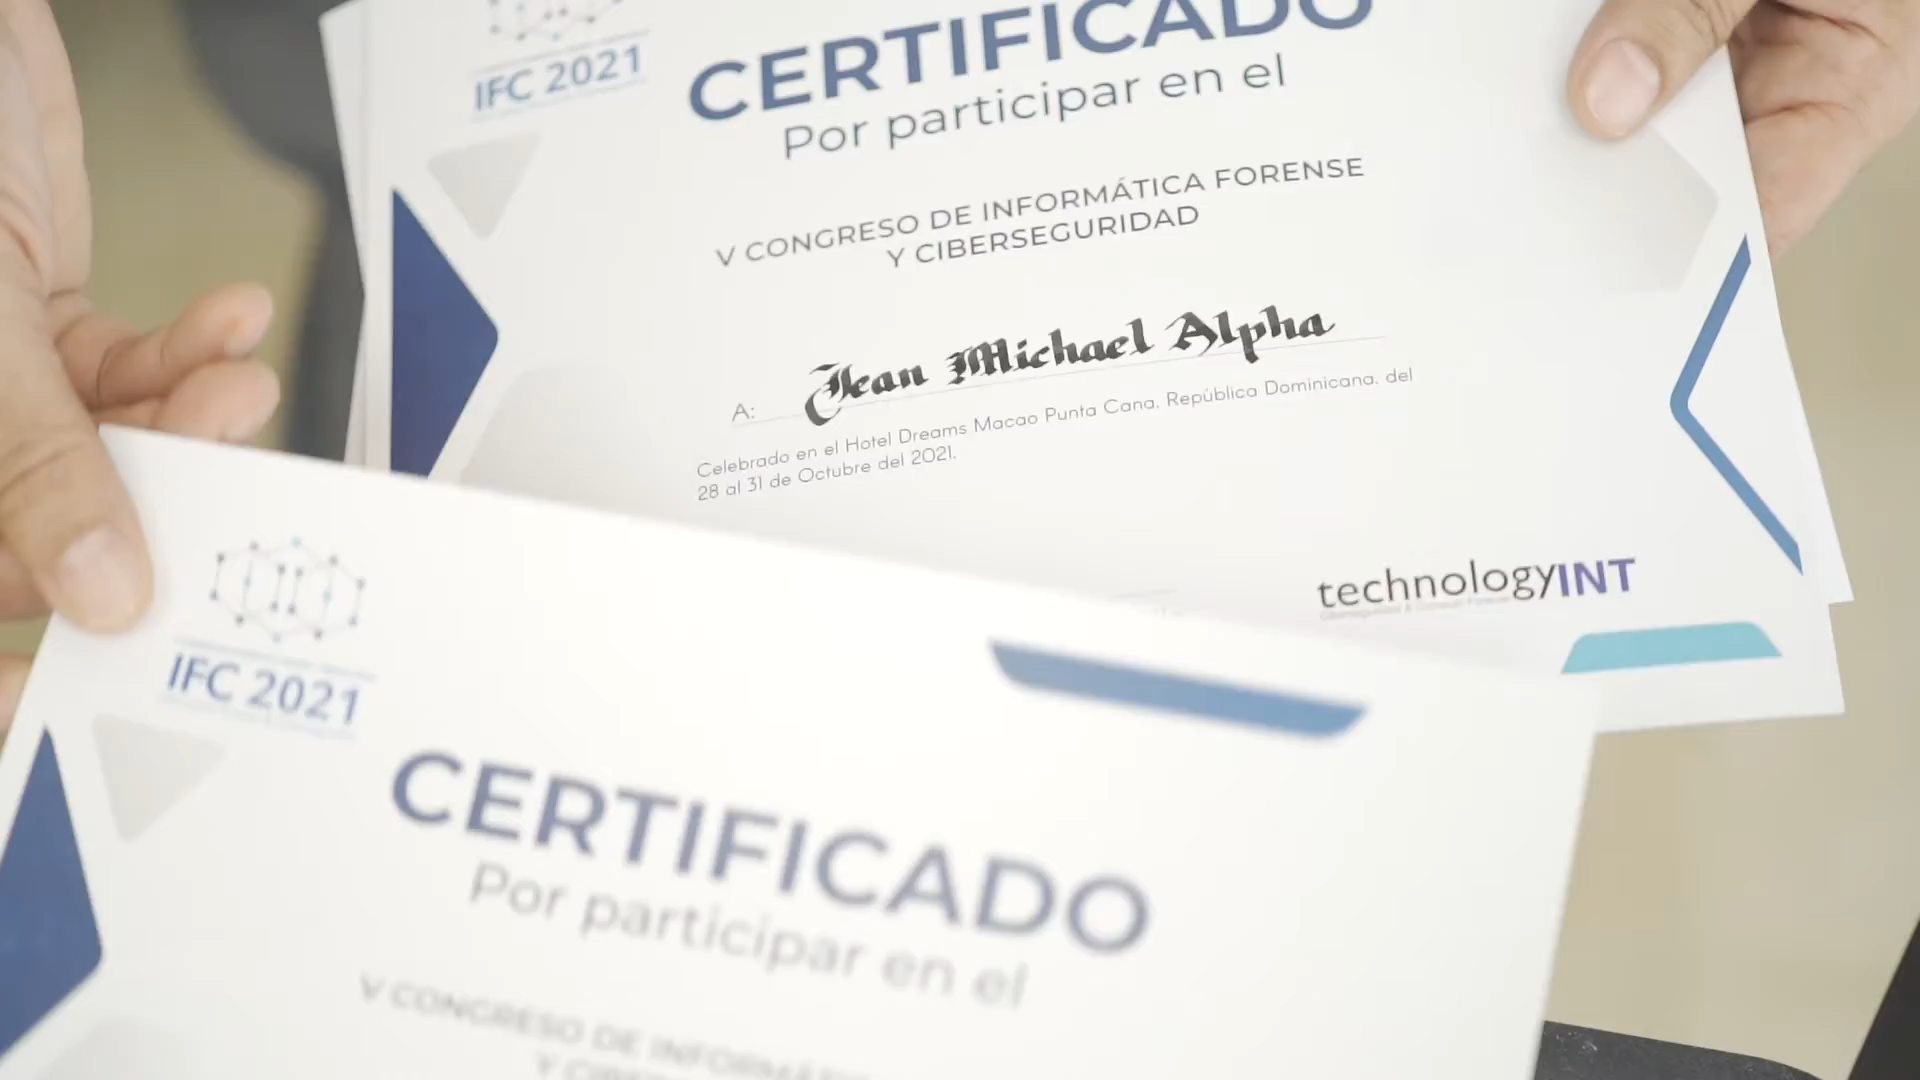 IFC 2021
CERTIFICADO
Por participar en el
V CONGRESO DE INFORMÁTICA FORENSE
Y CIBERSEGURIDAD
A: Jean Michael Alpha
Celebrado en el Hotel Dreams Macao Punta Cana, República Dominicana. del
28 al 31 de Octubre del 2021.
technologyINT
IFC 2021
CERTIFICADO
Por participar en el
V CONGRESO DE INFORMÁ
Y CIBER